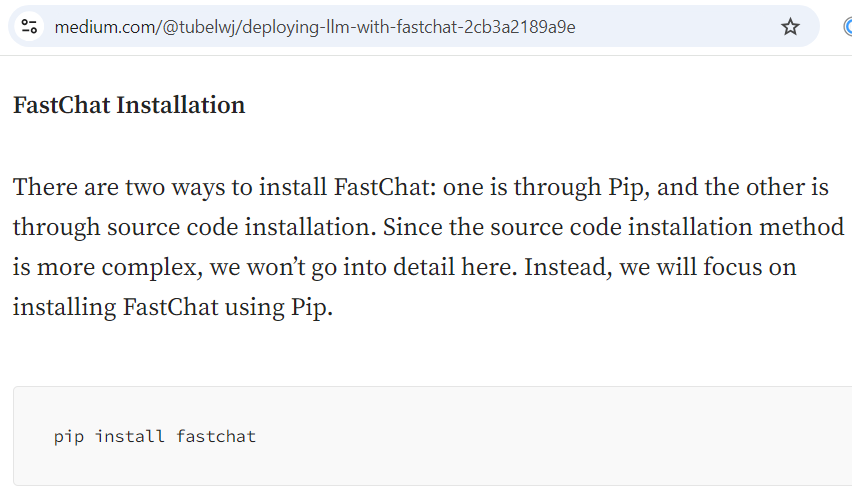 medium.com/@tubelwj/deploying-llm-with-fastchat-2cb3a2189a9e
FastChat Installation
There are two ways to install FastChat: one is through Pip, and the other is
through source code installation. Since the source code installation method
is more complex, we won’t go into detail here. Instead, we will focus on
installing FastChat using Pip.
pip install fastchat